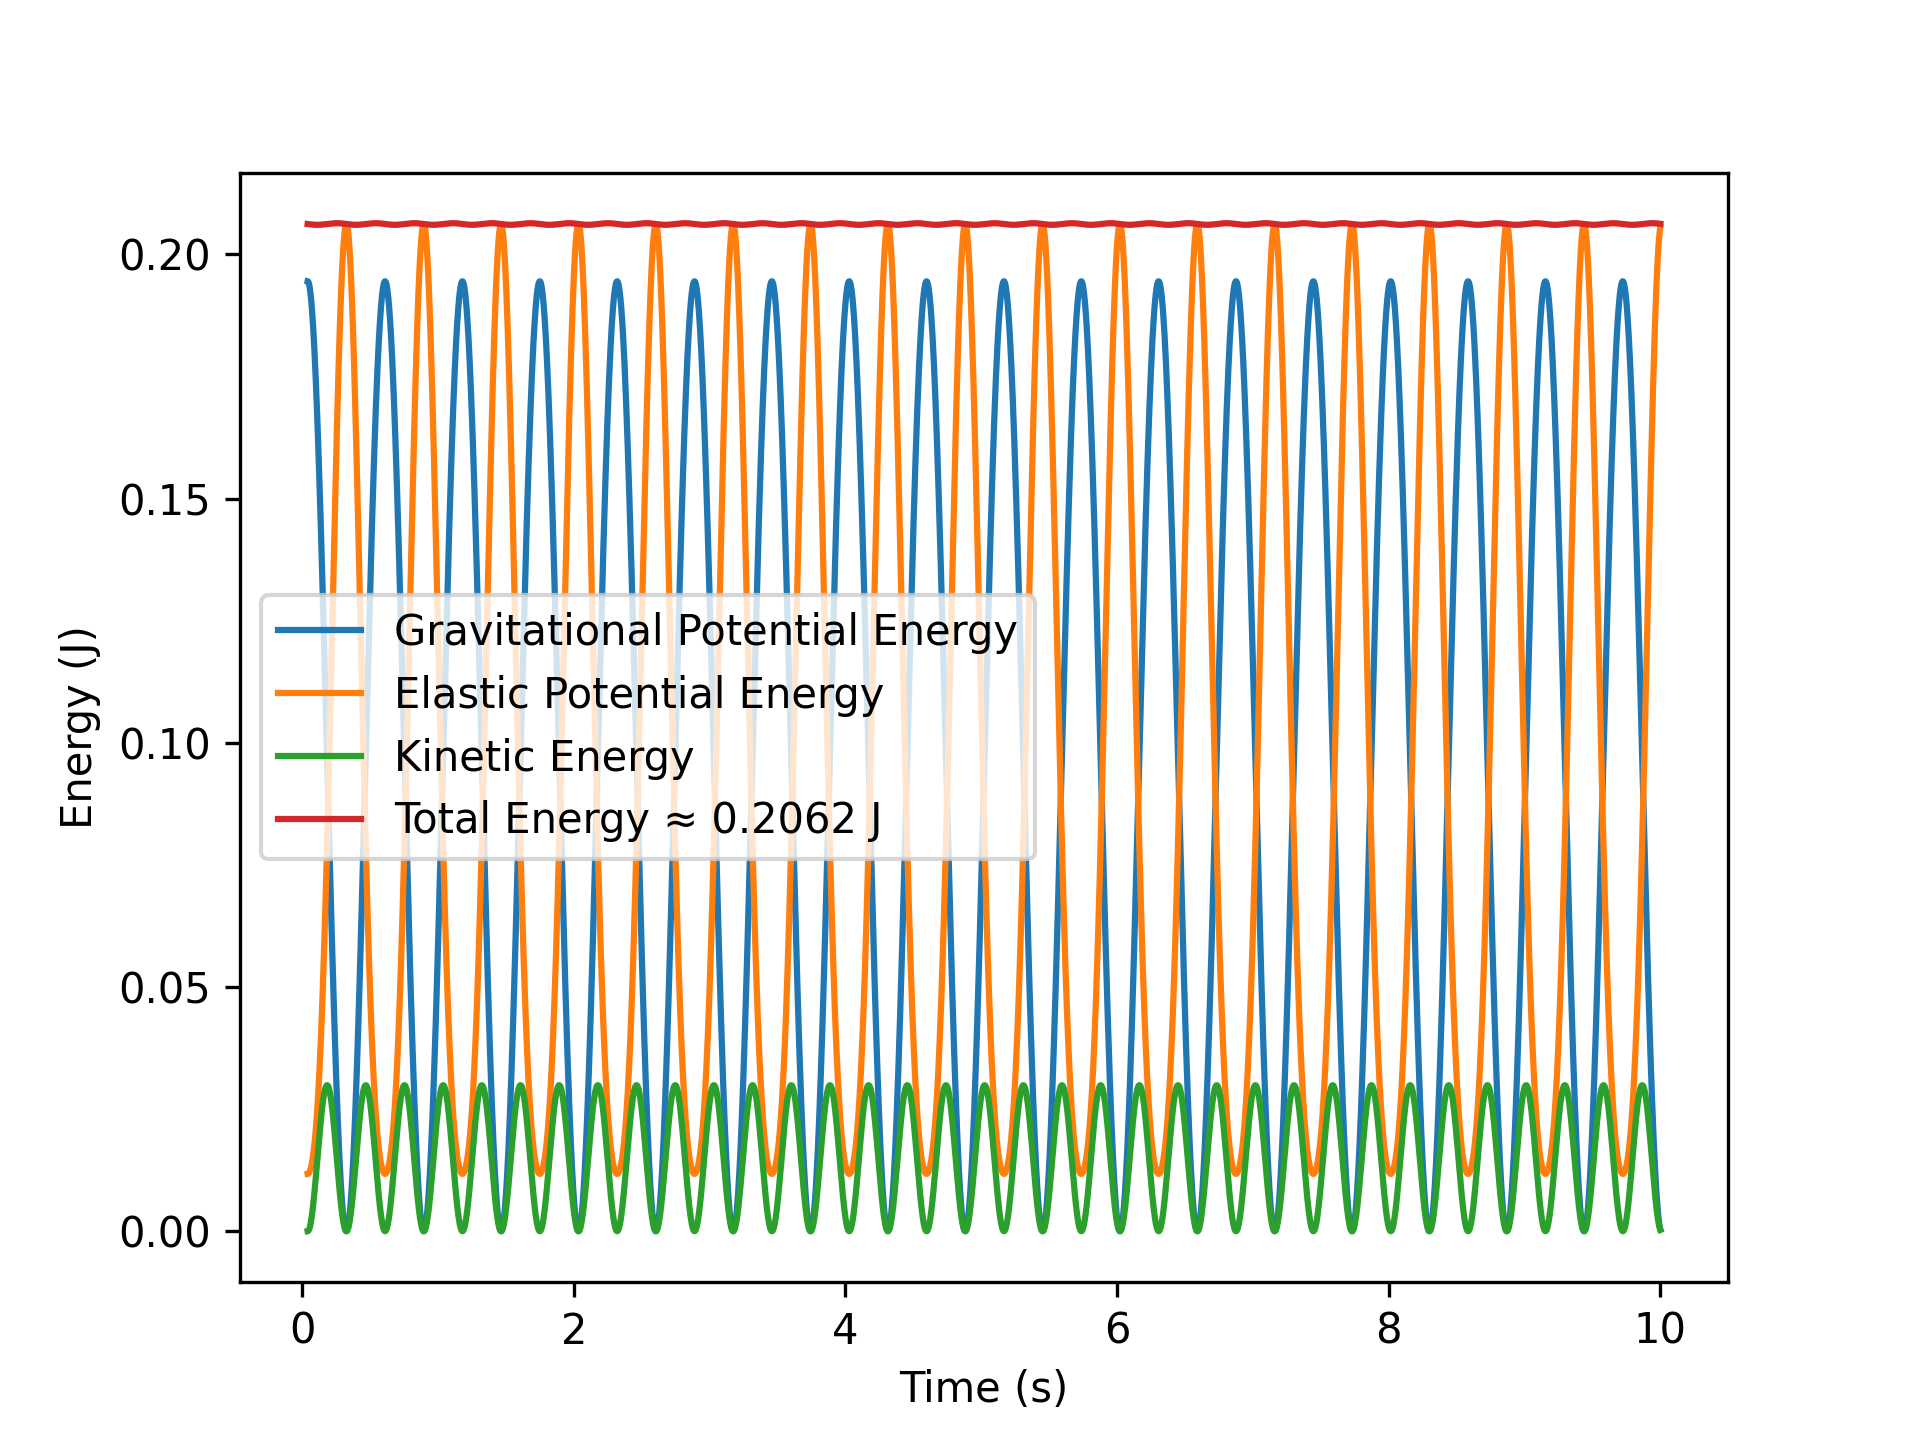 0.20
0.15
0.10
0.05
0.00
Energy (J)
Gravitational Potential Energy
Elastic Potential Energy
Kinetic Energy
Total Energy ≈ 0.2062 J
0 2 4 6 8 10
Time (s)